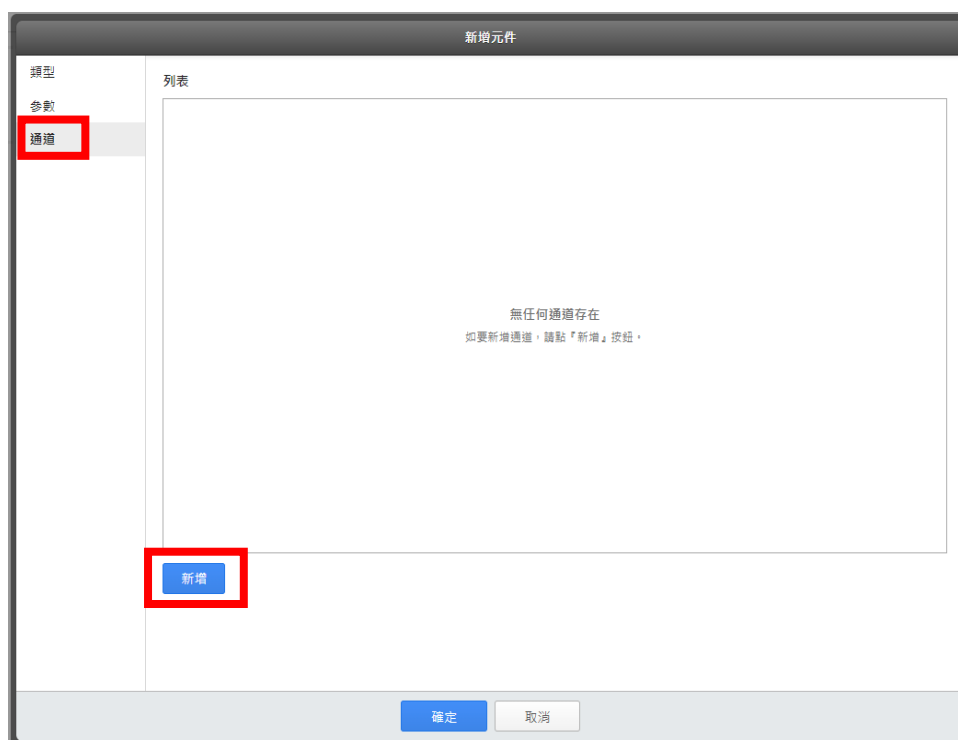 新增元件
類型
參數
通道
列表
無任何通道存在
如要新增通道，請點『新增』按鈕。
新增
確定
取消